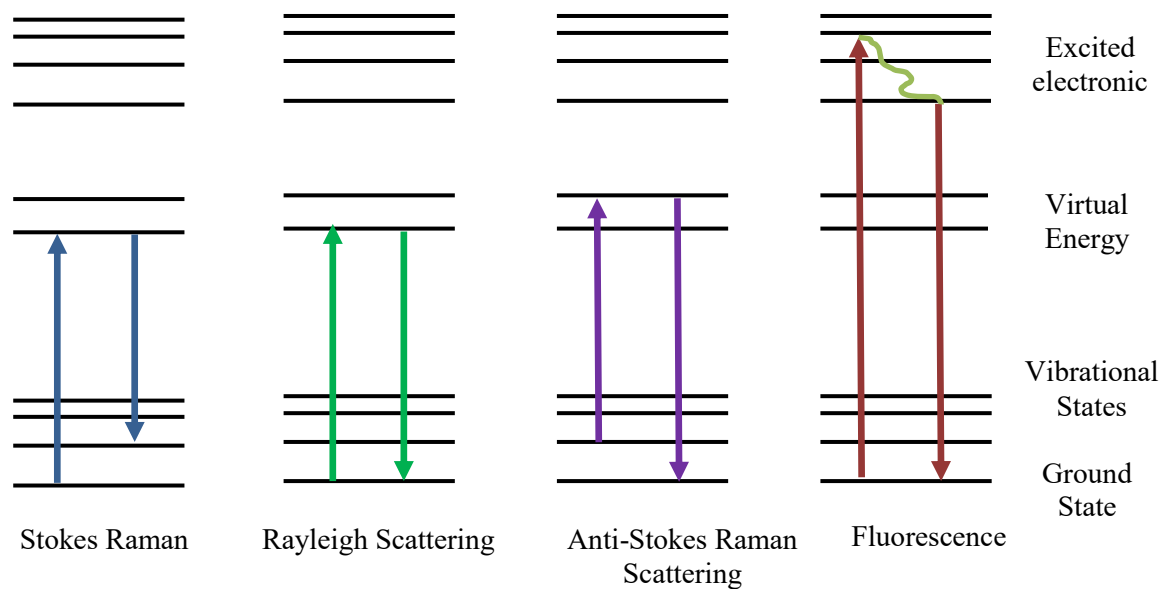 Excited
electronic
Virtual
Energy
Vibrational
States
Ground
State
Stokes Raman
Rayleigh Scattering
Anti-Stokes Raman
Scattering
Fluorescence